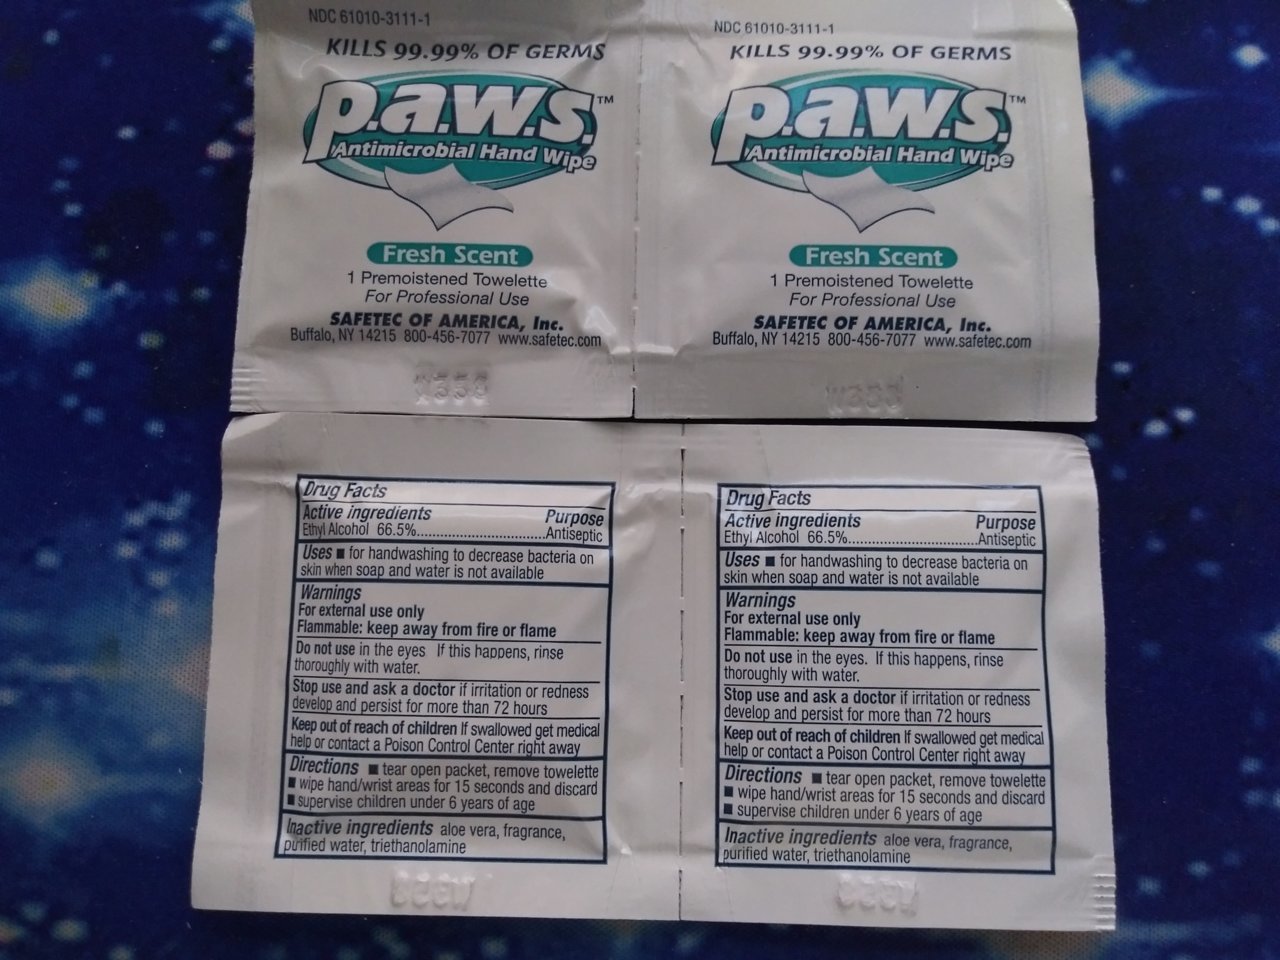 NDC 61010-3111-1
KILLS 99.99% OF GERMS
p.a.w.s.™
Antimicrobial Hand Wipe
Fresh Scent
1 Premoistened Towelette
For Professional Use
SAFETEC OF AMERICA, Inc.
Buffalo, NY 14215 800-456-7077 www.safetec.com
NDC 61010-3111-1
KILLS 99.99% OF GERMS
p.a.w.s.™
Antimicrobial Hand Wipe
Fresh Scent
1 Premoistened Towelette
For Professional Use
SAFETEC OF AMERICA, Inc.
Buffalo, NY 14215 800-456-7077 www.safetec.com
Drug Facts
Active ingredients Purpose
Ethyl Alcohol 66.5%..............................Antiseptic
Uses ■ for handwashing to decrease bacteria on
skin when soap and water is not available
Warnings
For external use only
Flammable: keep away from fire or flame
Do not use in the eyes If this happens, rinse
thoroughly with water.
Stop use and ask a doctor if irritation or redness
develop and persist for more than 72 hours
Keep out of reach of children If swallowed get medical
help or contact a Poison Control Center right away
Directions ■ tear open packet, remove towelette
■ wipe hand/wrist areas for 15 seconds and discard
■ supervise children under 6 years of age
Inactive ingredients aloe vera, fragrance,
purified water, triethanolamine
Drug Facts
Active ingredients Purpose
Ethyl Alcohol 66.5%..............................Antiseptic
Uses ■ for handwashing to decrease bacteria on
skin when soap and water is not available
Warnings
For external use only
Flammable: keep away from fire or flame
Do not use in the eyes. If this happens, rinse
thoroughly with water.
Stop use and ask a doctor if irritation or redness
develop and persist for more than 72 hours
Keep out of reach of children If swallowed get medical
help or contact a Poison Control Center right away
Directions ■ tear open packet, remove towelette
■ wipe hand/wrist areas for 15 seconds and discard
■ supervise children under 6 years of age
Inactive ingredients aloe vera, fragrance,
purified water, triethanolamine